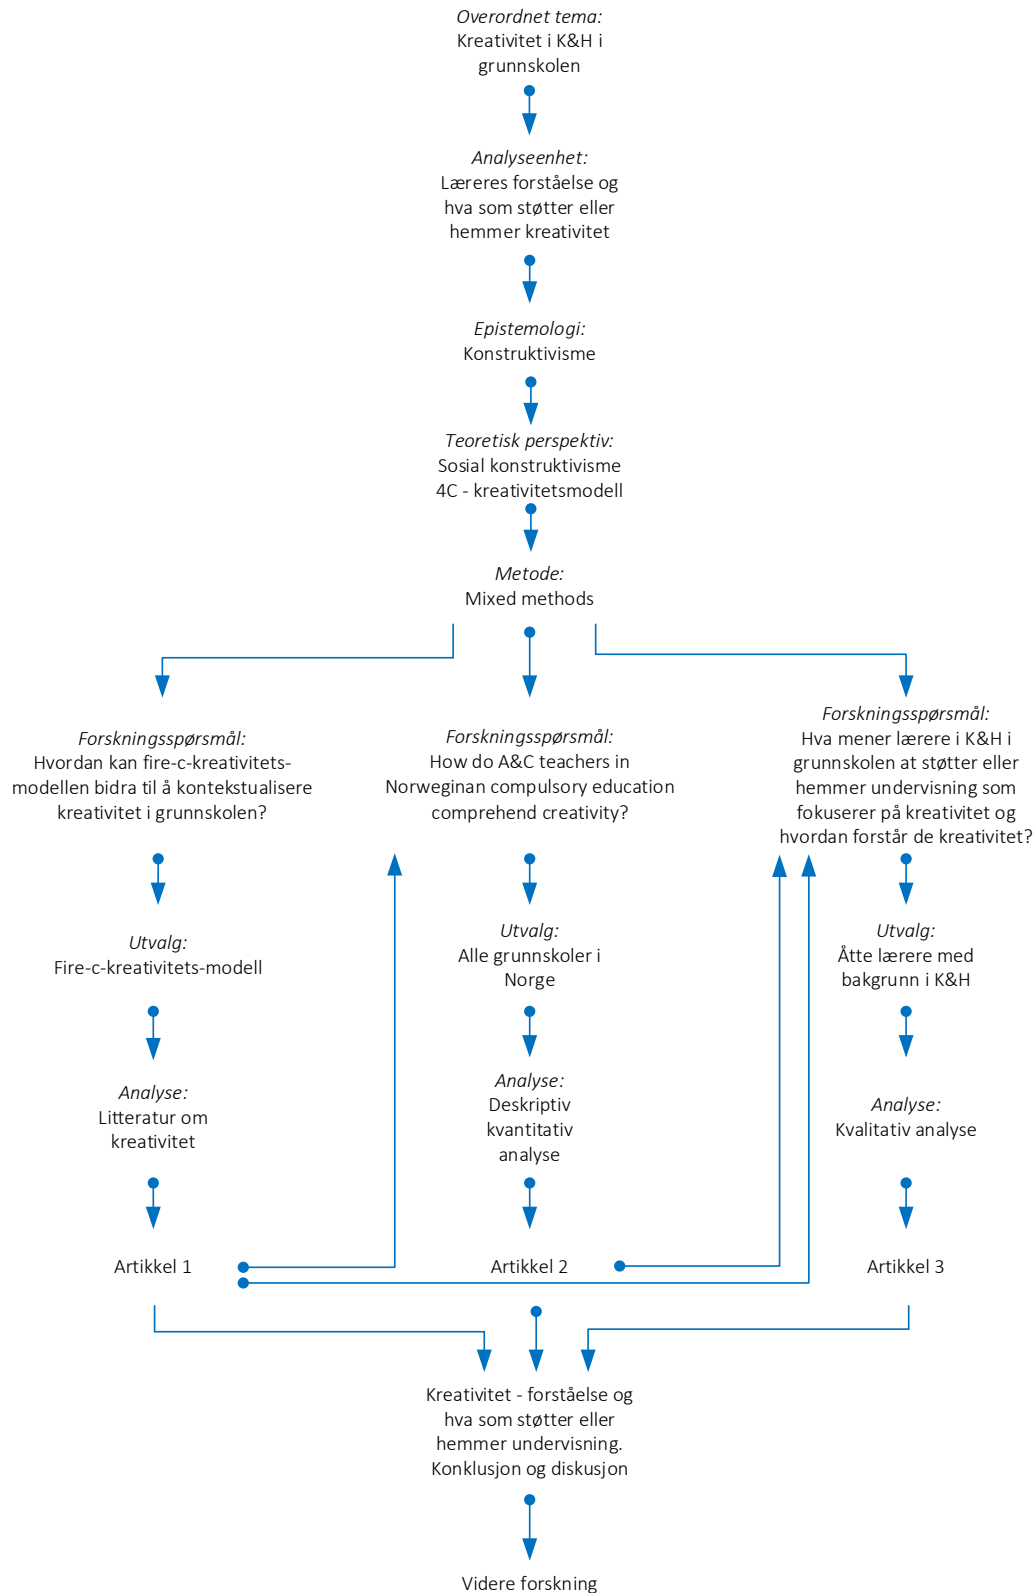 Overordnet tema:
Kreativitet i K&H i
grunnskolen
Analyseenhet:
Læreres forståelse og
hva som støtter eller
hemmer kreativitet
Epistemologi:
Konstruktivisme
Teoretisk perspektiv:
Sosial konstruktivisme
4C - kreativitetsmodell
Metode:
Mixed methods
Forskningsspørsmål:
Hvordan kan fire-c-kreativitets-
modellen bidra til å kontekstualisere
kreativitet i grunnskolen?
Utvalg:
Fire-c-kreativitets-modell
Analyse:
Litteratur om
kreativitet
Artikkel 1
Forskningsspørsmål:
How do A&C teachers in
Norweginan compulsory education
comprehend creativity?
Utvalg:
Alle grunnskoler i
Norge
Analyse:
Deskriptiv
kvantitativ
analyse
Artikkel 2
Forskningsspørsmål:
Hva mener lærere i K&H i
grunnskolen at støtter eller
hemmer undervisning som
fokuserer på kreativitet og
hvordan forstår de kreativitet?
Utvalg:
Åtte lærere med
bakgrunn i K&H
Analyse:
Kvalitativ analyse
Artikkel 3
Kreativitet - forståelse og
hva som støtter eller
hemmer undervisning.
Konklusjon og diskusjon
Videre forskning